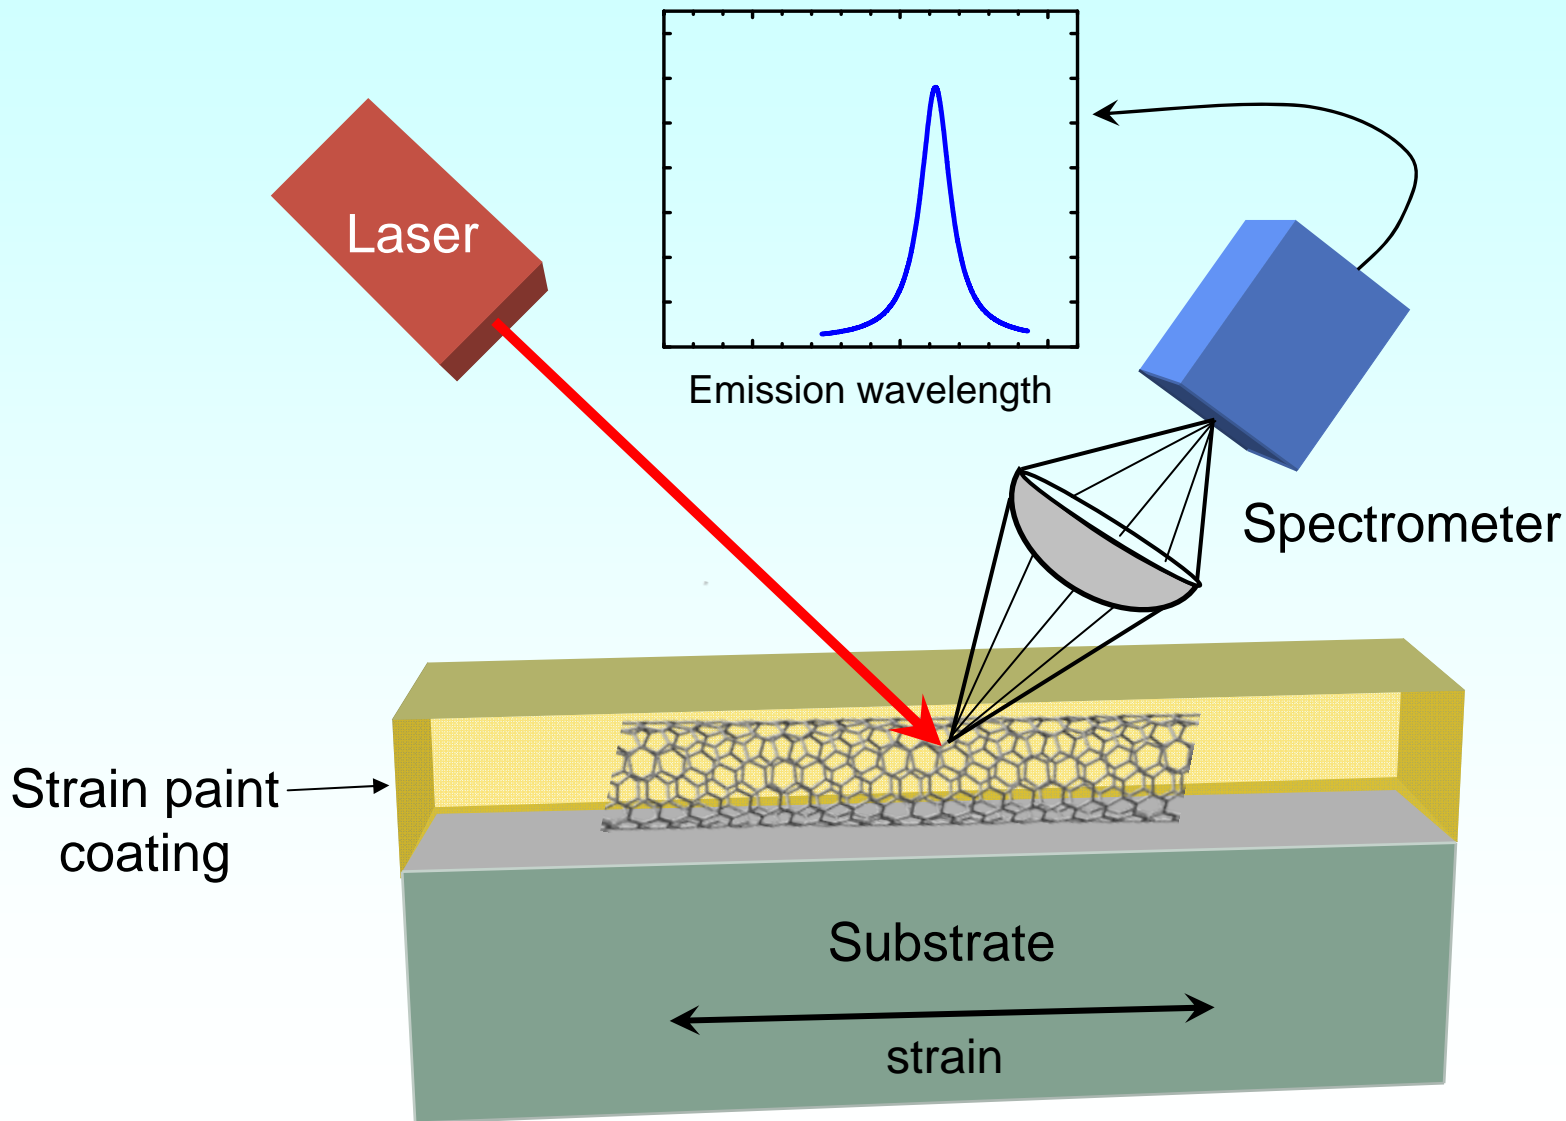 Laser
Emission wavelength
Spectrometer
Strain paint
coating
Substrate
strain